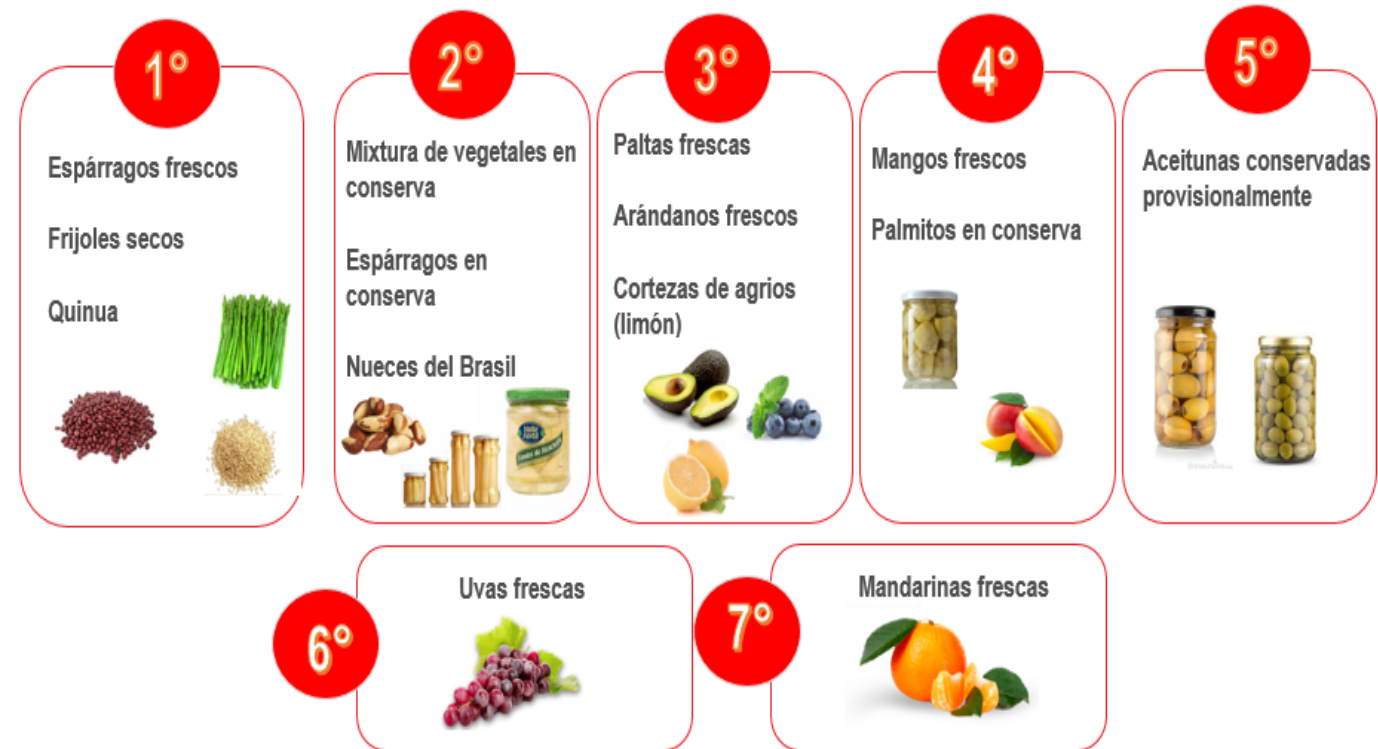 1°
Espárragos frescos
Frijoles secos
Quinua
2°
Mixtura de vegetales en
conserva
Espárragos en
conserva
Nueces del Brasil
3°
Paltas frescas
Arándanos frescos
Cortezas de agrios
(limón)
4°
Mangos frescos
Palmitos en conserva
5°
Aceitunas conservadas
provisionalmente
6°
Uvas frescas
7°
Mandarinas frescas